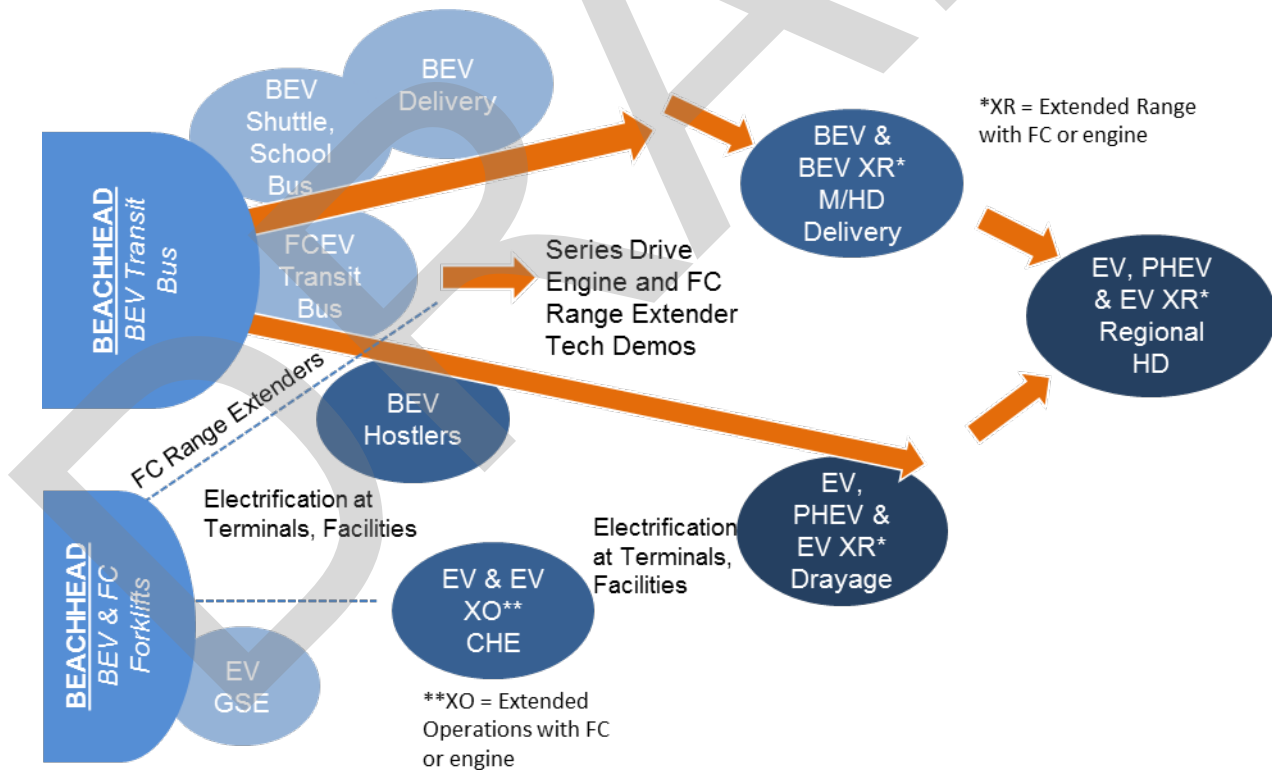 BEACHHEAD
BEV Transit
Bus
BEV
Shuttle,
School
Bus
BEV
Delivery
FCEV
Transit
Bus
Series Drive
Engine and FC
Range Extender
Tech Demos
BEV &
BEV XR*
M/HD
Delivery
*XR = Extended Range
with FC or engine
EV, PHEV
& EV XR*
Regional
HD
FC Range Extenders
BEV
Hostlers
BEACHHEAD
BEV & FC
Forklifts
Electrification at
Terminals, Facilities
EV
GSE
EV & EV
XO**
CHE
**XO = Extended
Operations with FC
or engine
Electrification
at Terminals,
Facilities
EV,
PHEV &
EV XR*
Drayage
DRA